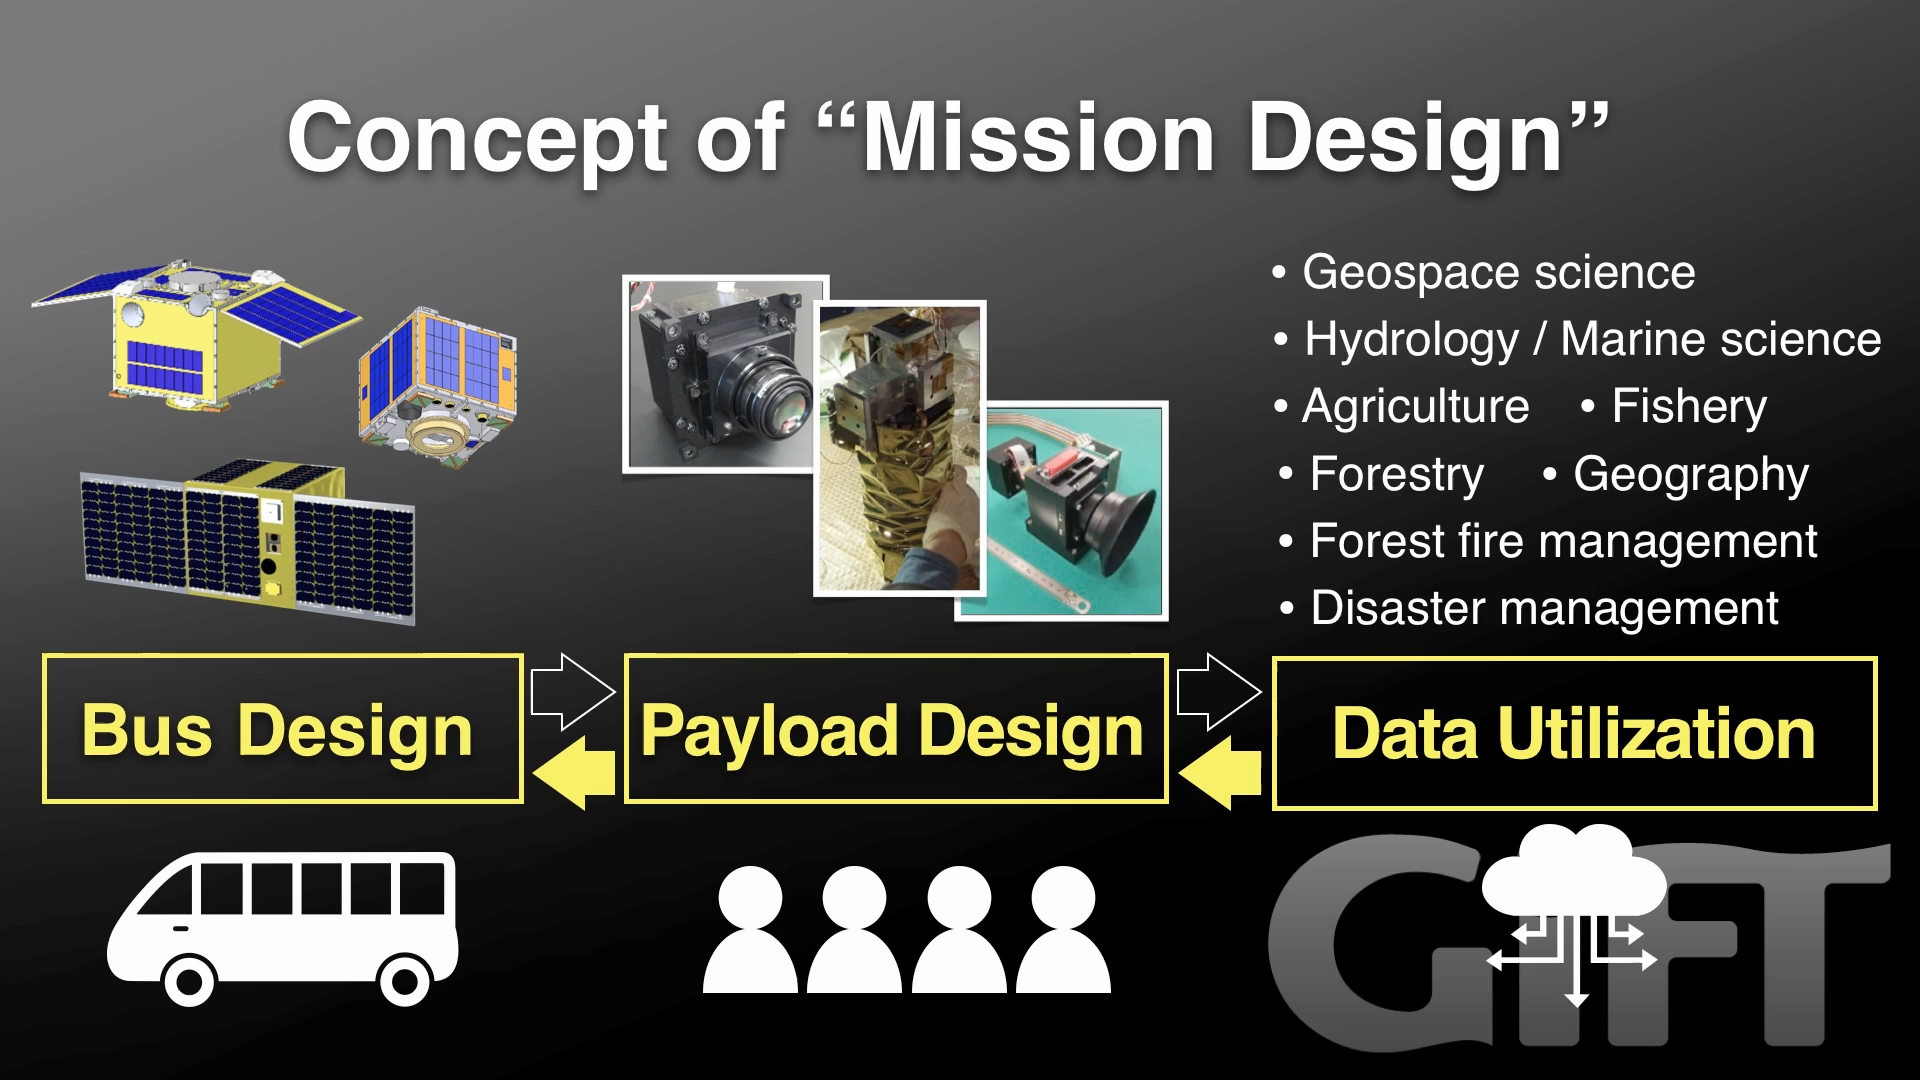 Concept of “Mission Design”
• Geospace science
• Hydrology / Marine science
• Agriculture • Fishery
• Forestry • Geography
• Forest fire management
• Disaster management
Bus Design
Payload Design
Data Utilization
GIFT